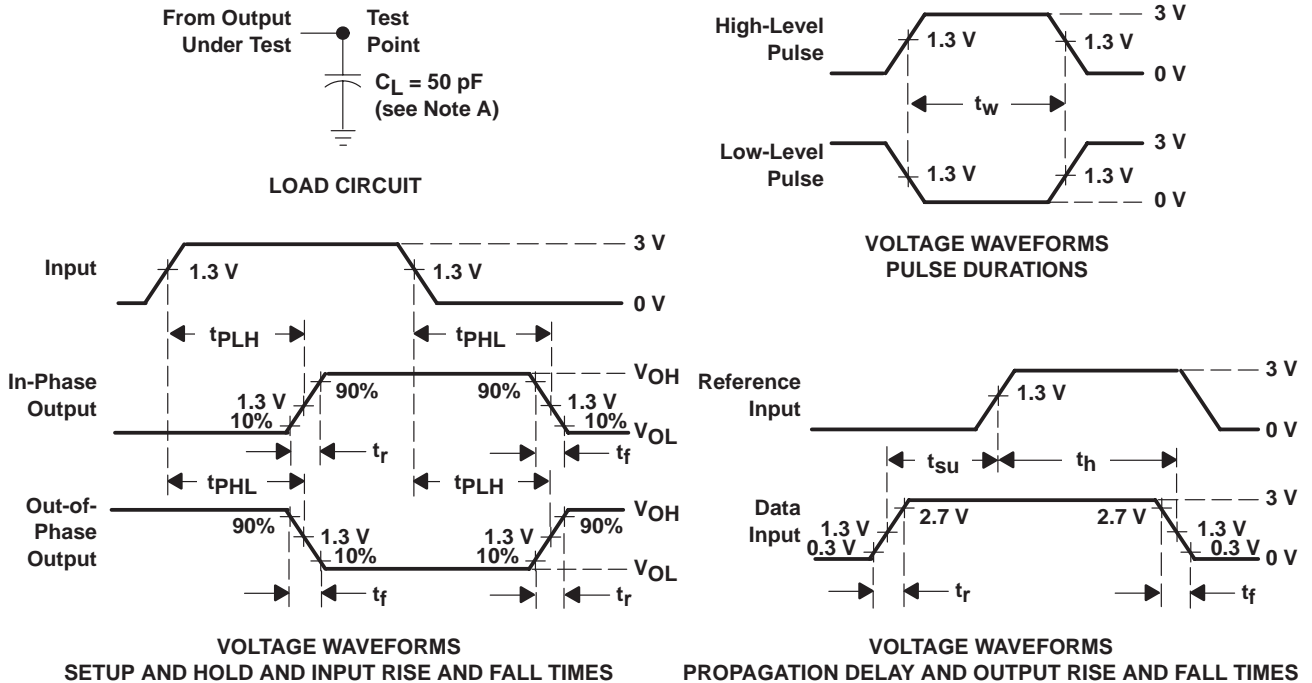 From Output
Under Test
Test
Point
CL = 50 pF
(see Note A)
LOAD CIRCUIT
High-Level
Pulse
1.3 V
1.3 V
3 V
0 V
tw
Low-Level
Pulse
1.3 V
1.3 V
3 V
0 V
VOLTAGE WAVEFORMS
PULSE DURATIONS
Input
1.3 V
1.3 V
3 V
0 V
tPLH
tPHL
In-Phase
Output
1.3 V
10%
90%
90%
1.3 V
10%
VOH
VOL
tr
tf
tPHL
tPLH
Out-of-
Phase
Output
90%
1.3 V
10%
1.3 V
10%
90%
VOH
VOL
tf
tr
VOLTAGE WAVEFORMS
SETUP AND HOLD AND INPUT RISE AND FALL TIMES
Reference
Input
1.3 V
3 V
0 V
tsu
th
Data
Input
1.3 V
0.3 V
2.7 V
2.7 V
1.3 V
0.3 V
3 V
0 V
tr
tf
VOLTAGE WAVEFORMS
PROPAGATION DELAY AND OUTPUT RISE AND FALL TIMES